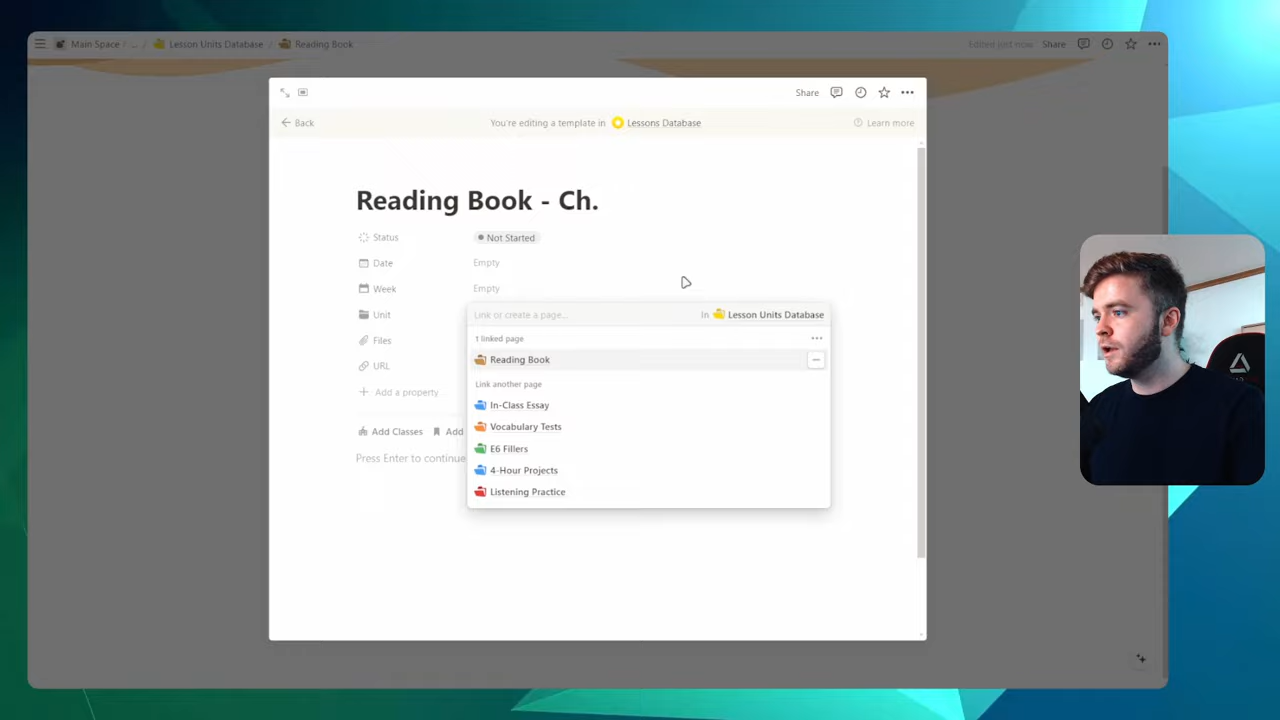 Main Space / ... / Lesson Units Database / Reading Book
Edited just now Share
Share
Back
You're editing a template in Lessons Database
Learn more
Reading Book - Ch.
Status Not Started
Date Empty
Week Empty
Unit
Link or create a page... In Lesson Units Database
1 linked page
Files
Reading Book
URL
Link another page
Add a property
In-Class Essay
Vocabulary Tests
Add Classes Add
E6 Fillers
Press Enter to continue
4-Hour Projects
Listening Practice